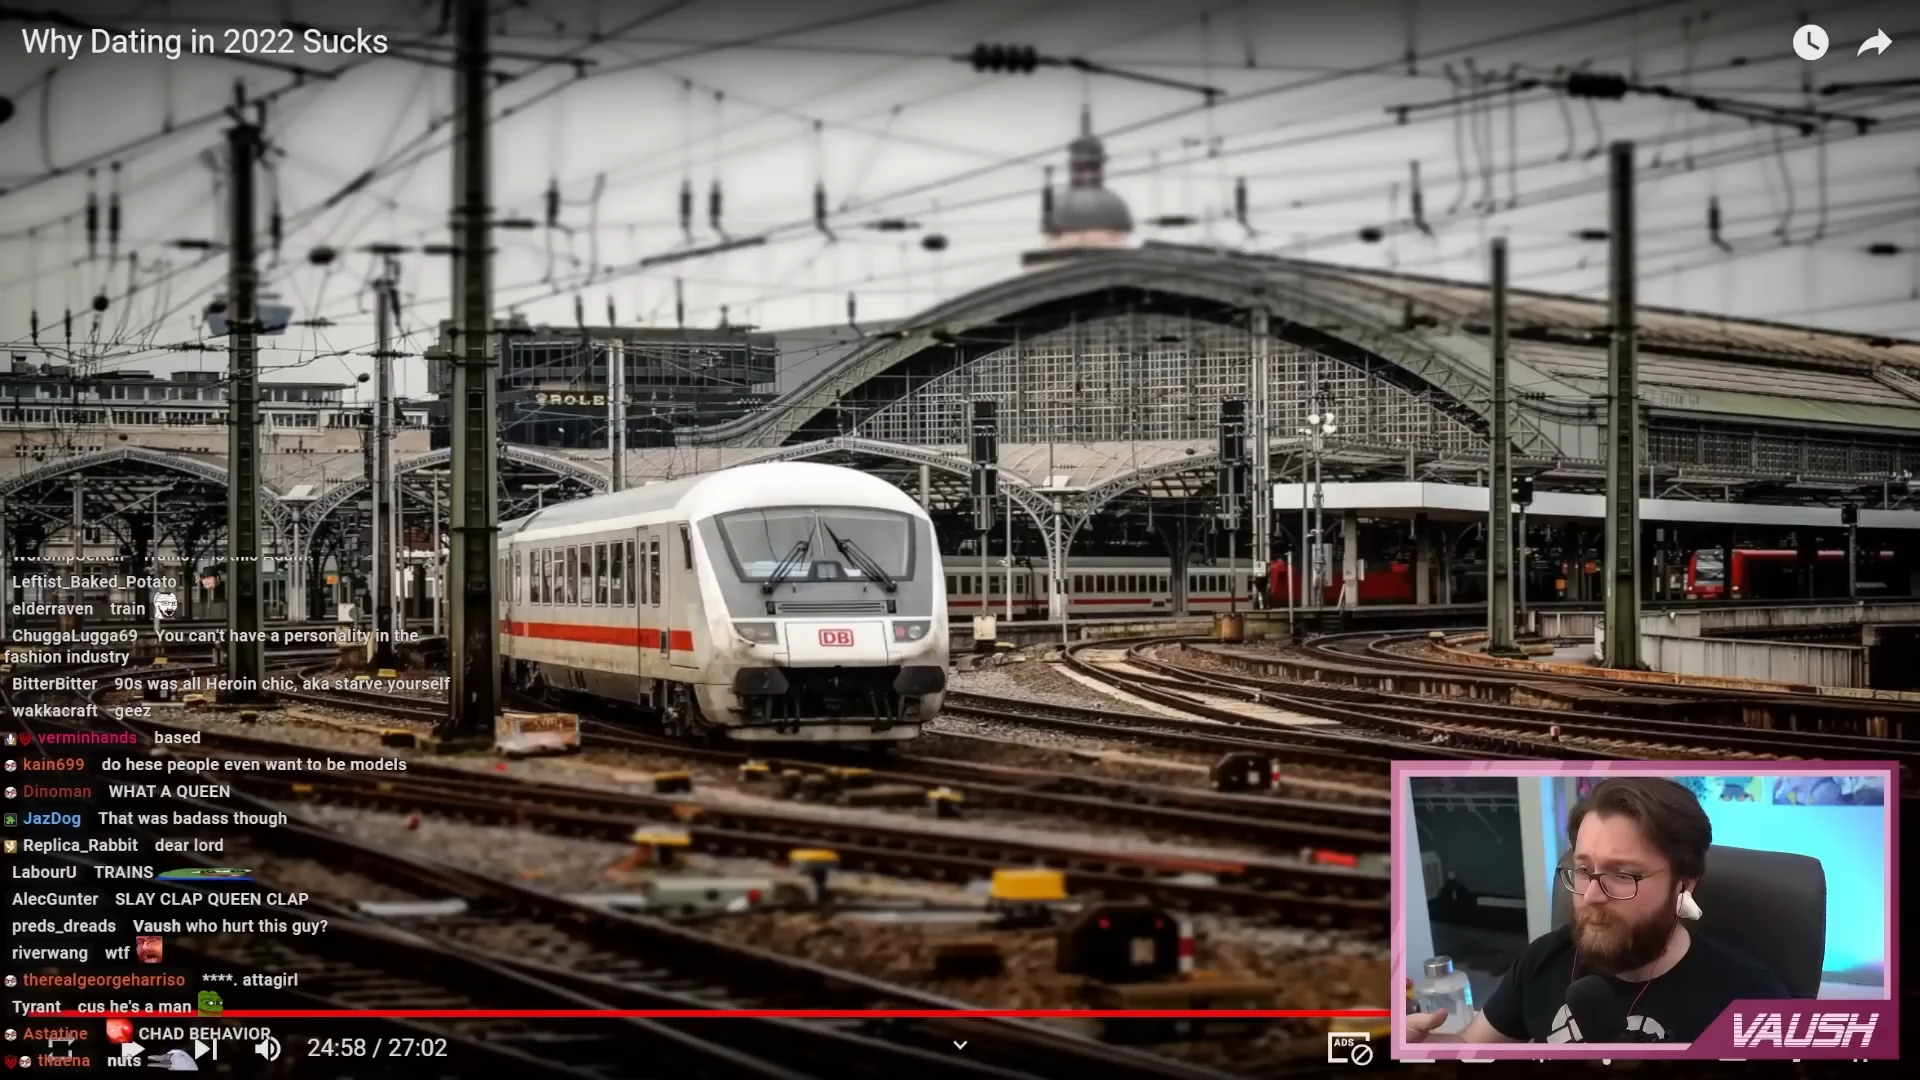 Why Dating in 2022 Sucks
ROLE
DB
Leftist_Baked_Potato
elderraven train
ChuggaLugga69 You can't have a personality in the
fashion industry
BitterBitter 90s was all Heroin chic, aka starve yourself
wakkacraft geez
verminhands based
kain699 do hese people even want to be models
Dinoman WHAT A QUEEN
JazDog That was badass though
Replica_Rabbit dear lord
LabourU TRAINS
AlecGunter SLAY CLAP QUEEN CLAP
preds_dreads Vaush who hurt this guy?
riverwang wtf
therealgeorgeharriso ****. attagirl
Tyrant cus he's a man
Astatine CHAD BEHAVIOR
thaena nuts
24:58 / 27:02
ADS
VAUSH